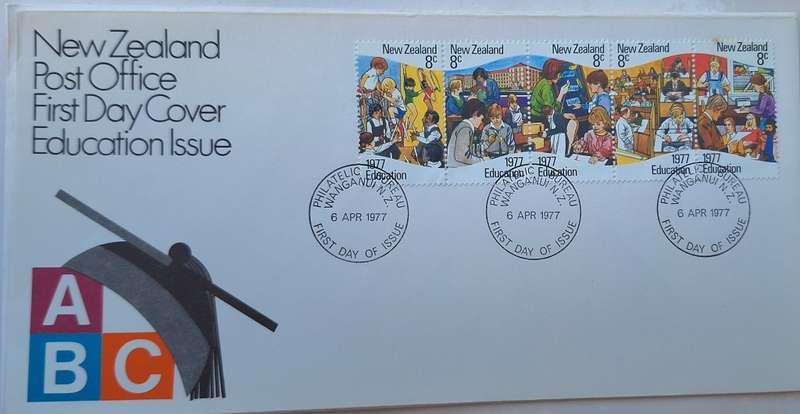 New Zealand
Post Office
First Day Cover
Education Issue
New Zealand
8c
New Zealand
8c
New Zealand
8c
New Zealand
8c
New Zealand
8c
1977
Education
1977
Education
1977
Education
1977
Education
1977
Education
PHILATELIC BUREAU
WANGANUI N.Z.
6 APR 1977
FIRST DAY OF ISSUE
PHILATELIC BUREAU
WANGANUI N.Z.
6 APR 1977
FIRST DAY OF ISSUE
PHILATELIC BUREAU
WANGANUI N.Z.
6 APR 1977
FIRST DAY OF ISSUE
A
B C